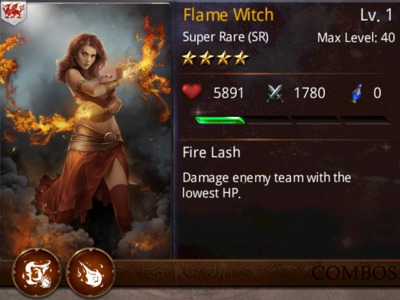 Flame Witch Lv. 1
Super Rare (SR) Max Level: 40
5891 1780 0
Fire Lash
Damage enemy team with the
lowest HP.
COMBOS